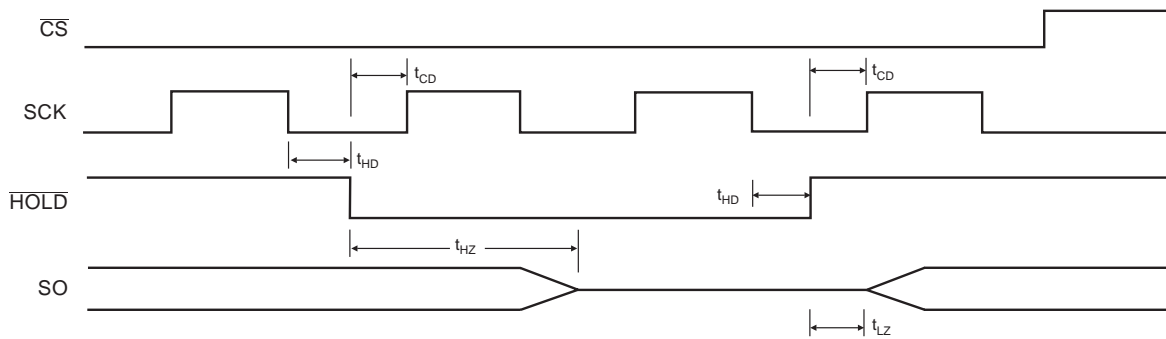 CS
t_CD
t_CD
SCK
t_HD
HOLD
t_HD
t_HZ
SO
t_LZ